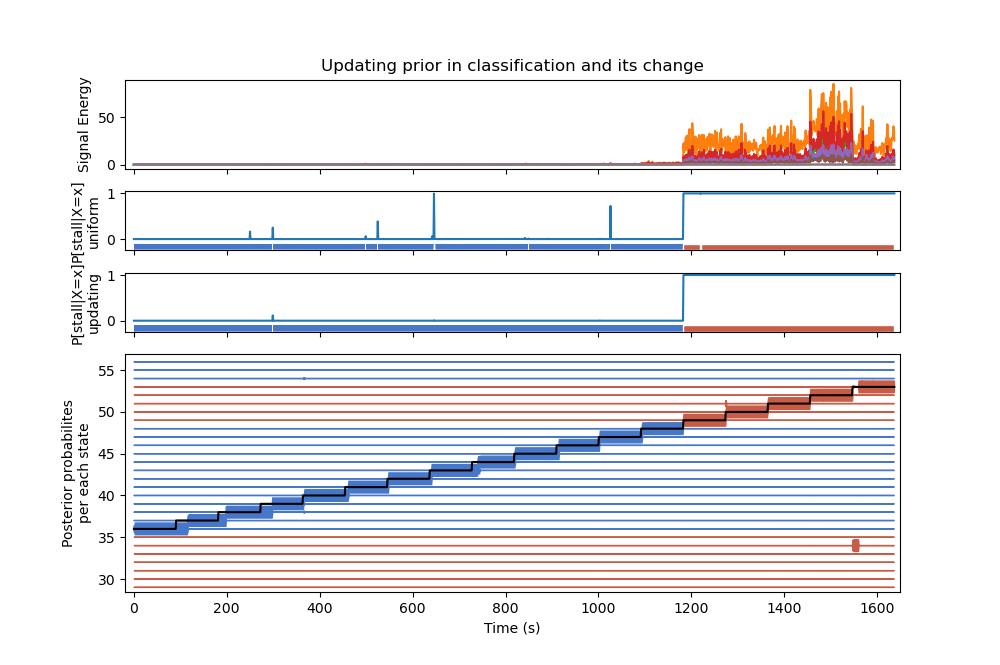 Updating prior in classification and its change
Signal Energy
50
0
P[stall|X=x]
uniform
1
0
P[stall|X=x]
updating
1
0
Posterior probabilites
per each state
55
50
45
40
35
30
0 200 400 600 800 1000 1200 1400 1600
Time (s)